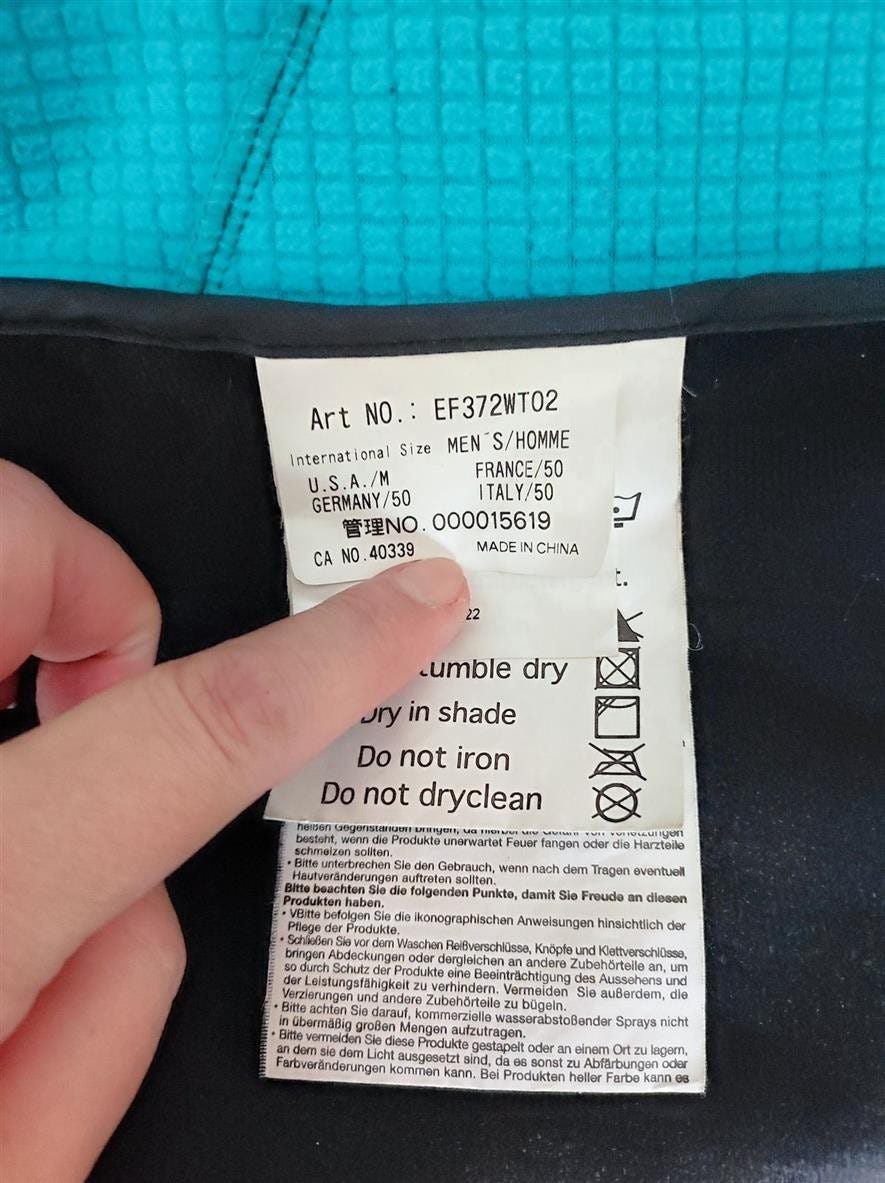 Art NO.: EF372WT02
International Size MEN´S/HOMME
U.S.A./M FRANCE/50
GERMANY/50 ITALY/50
管理NO. 000015619
CA NO. 40339 MADE IN CHINA
t.
22
tumble dry
Dry in shade
Do not iron
Do not dryclean
heißen Gegenständen bringen, da hierbei die Gefahr von Verletzungen
besteht, wenn die Produkte unerwartet Feuer fangen oder die Harzteile
schmelzen sollten.
• Bitte unterbrechen Sie den Gebrauch, wenn nach dem Tragen eventuell
Hautveränderungen auftreten sollten.
Bitte beachten Sie die folgenden Punkte, damit Sie Freude an diesen
Produkten haben.
• VBitte befolgen Sie die ikonographischen Anweisungen hinsichtlich der
Pflege der Produkte.
• Schließen Sie vor dem Waschen Reißverschlüsse, Knöpfe und Klettverschlüsse,
bringen Abdeckungen oder dergleichen an andere Zubehörteile an, um
so durch Schutz der Produkte eine Beeinträchtigung des Aussehens und
der Leistungsfähigkeit zu verhindern. Vermeiden Sie außerdem, die
Verzierungen und andere Zubehörteile zu bügeln.
• Bitte achten Sie darauf, kommerzielle wasserabstoßender Sprays nicht
in übermäßig großen Mengen aufzutragen.
• Bitte vermeiden Sie diese Produkte gestapelt oder an einem Ort zu lagern,
an dem sie dem Licht ausgesetzt sind, da es sonst zu Abfärbungen oder
Farbveränderungen kommen kann. Bei Produkten heller Farbe kann es